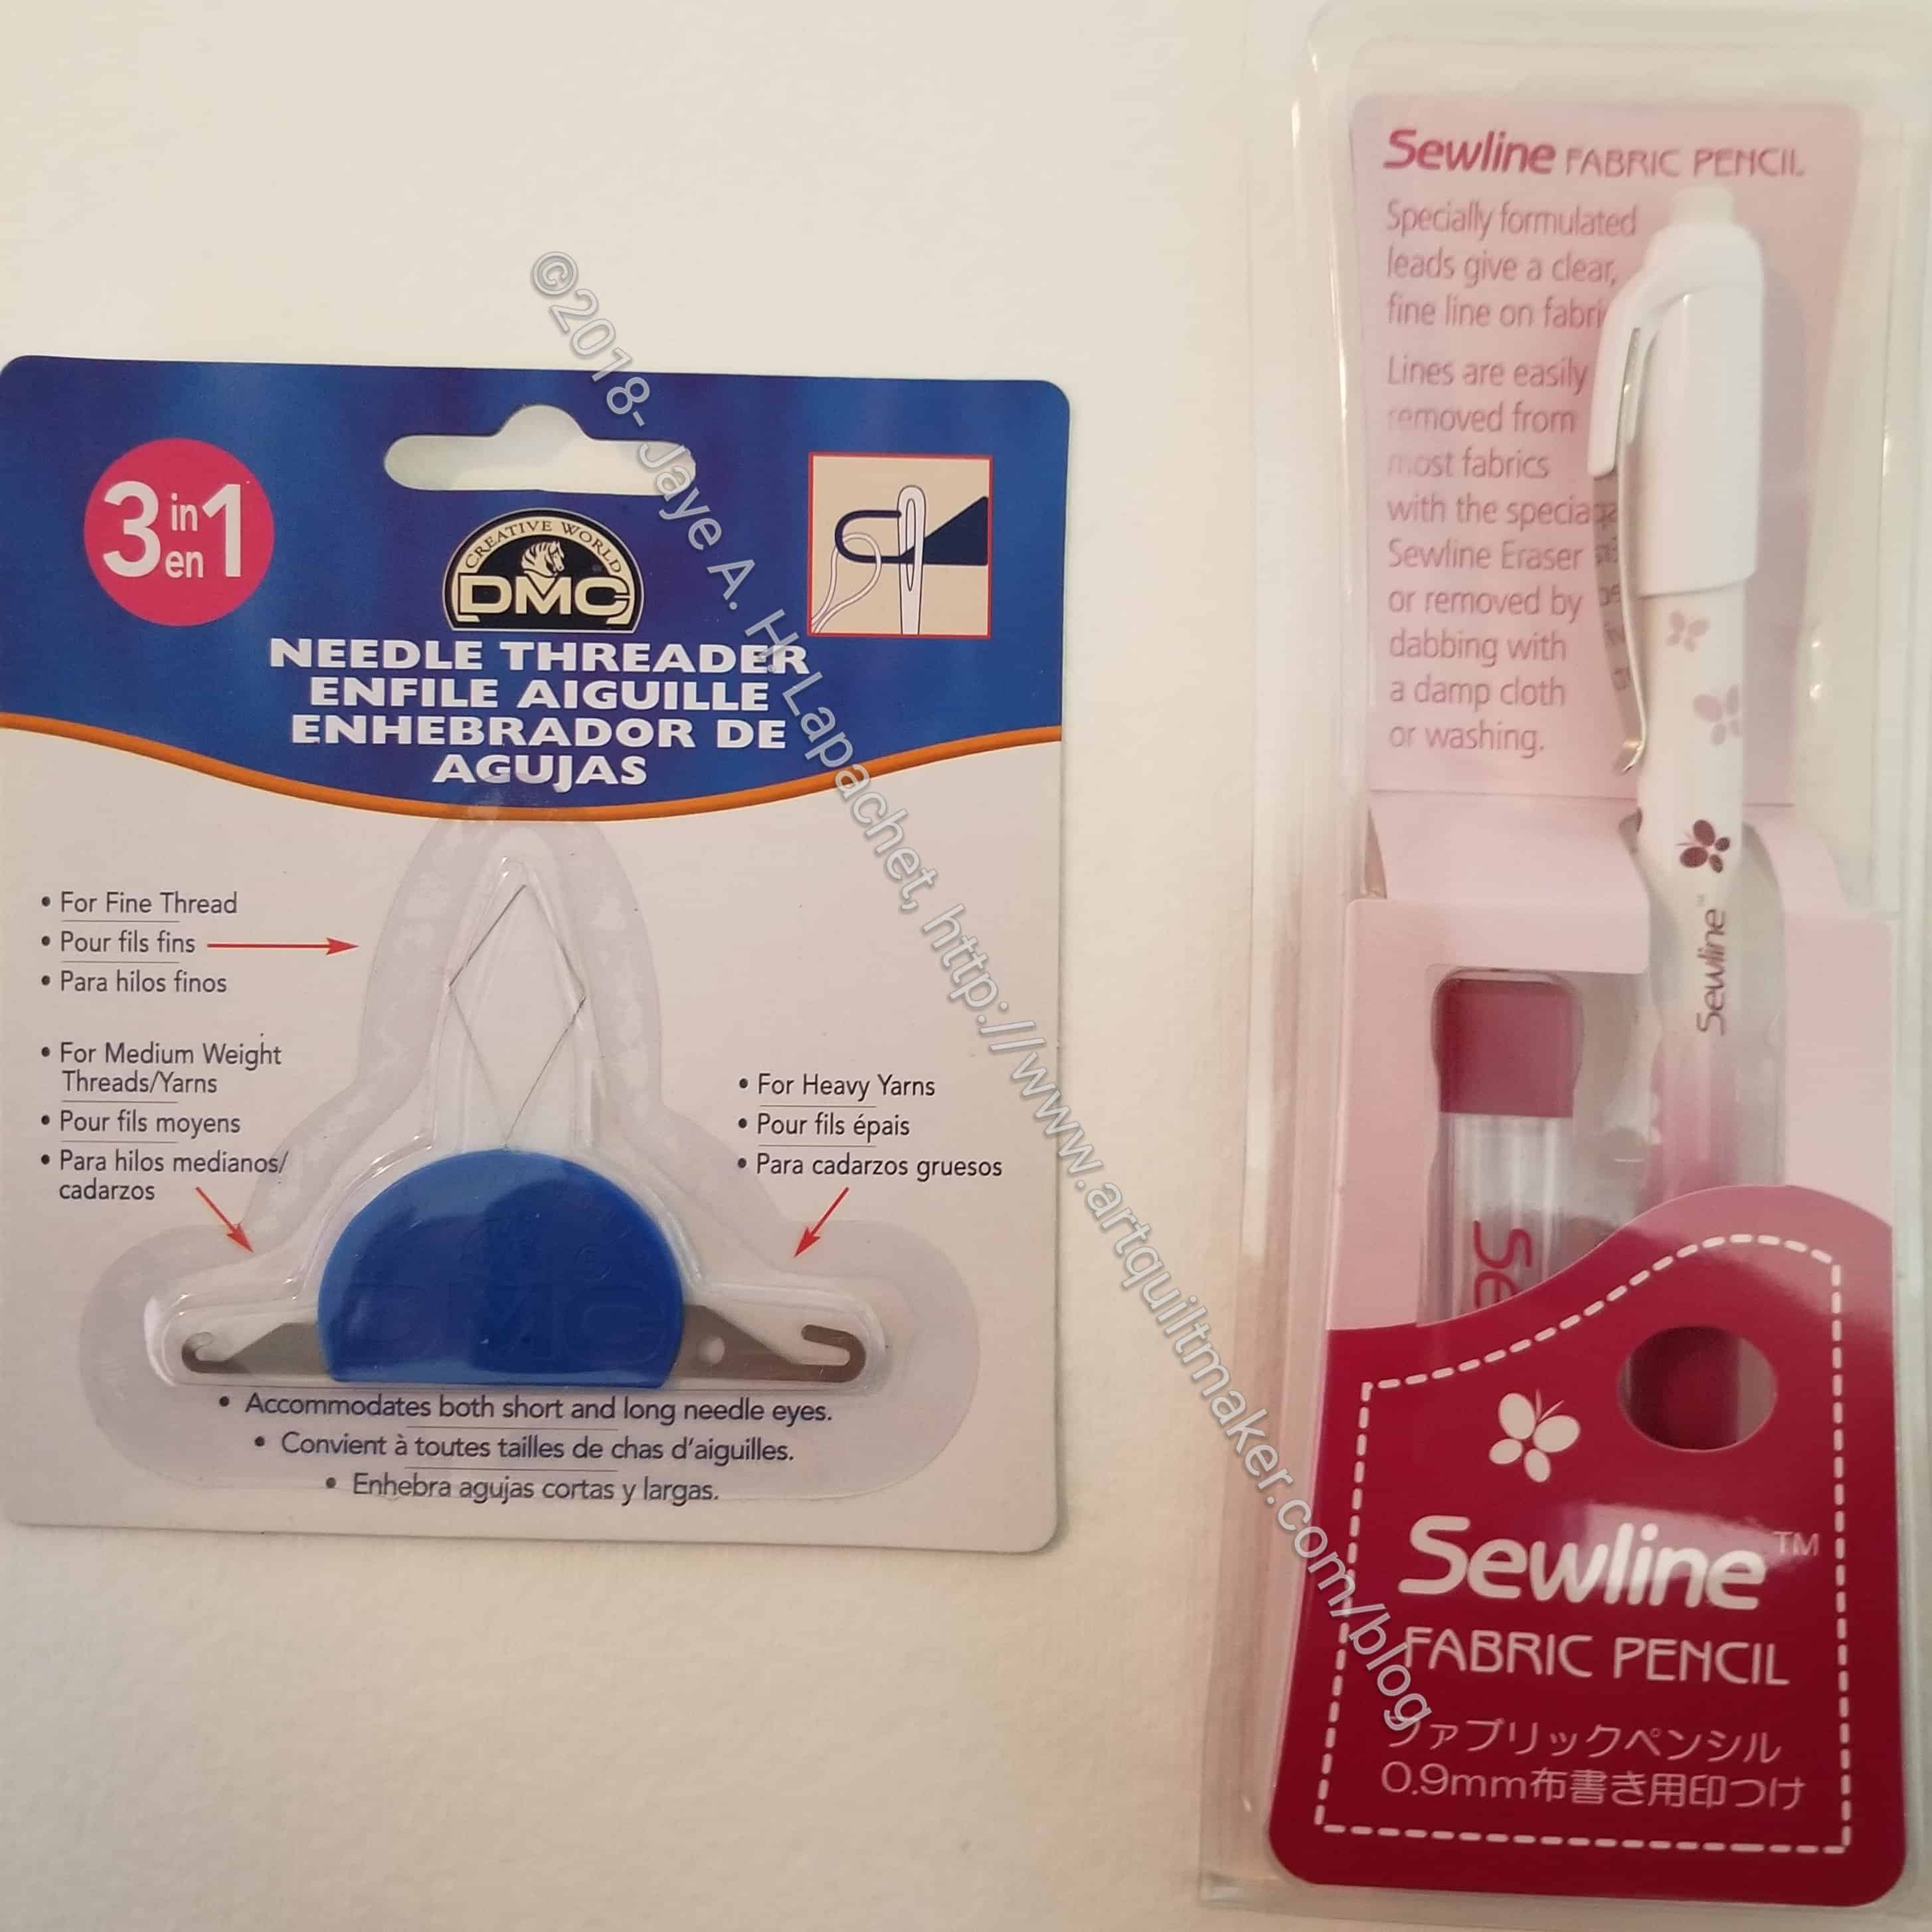 3 in en 1
CREATIVE WORLD
DMC
NEEDLE THREADER
ENFILE AIGUILLE
ENHEBRADOR DE
AGUJAS
• For Fine Thread
• Pour fils fins
• Para hilos finos
• For Medium Weight
Threads/Yarns
• Pour fils moyens
• Para hilos medianos/
cadarzos
• For Heavy Yarns
• Pour fils épais
• Para cadarzos gruesos
DMC
• Accommodates both short and long needle eyes.
• Convient à toutes tailles de chas d'aiguilles.
• Enhebra agujas cortas y largas.
Sewline FABRIC PENCIL
Specially formulated
leads give a clear,
fine line on fabri
Lines are easily
removed from
most fabrics
with the special
Sewline Eraser
or removed by
dabbing with
a damp cloth
or washing.
Sewline™
Se
Sewline™
FABRIC PENCIL
ファブリックペンシル
0.9mm布書き用印つけ
©2018- Jaye A. H. Lapachet, http://www.artquiltmaker.com/blog